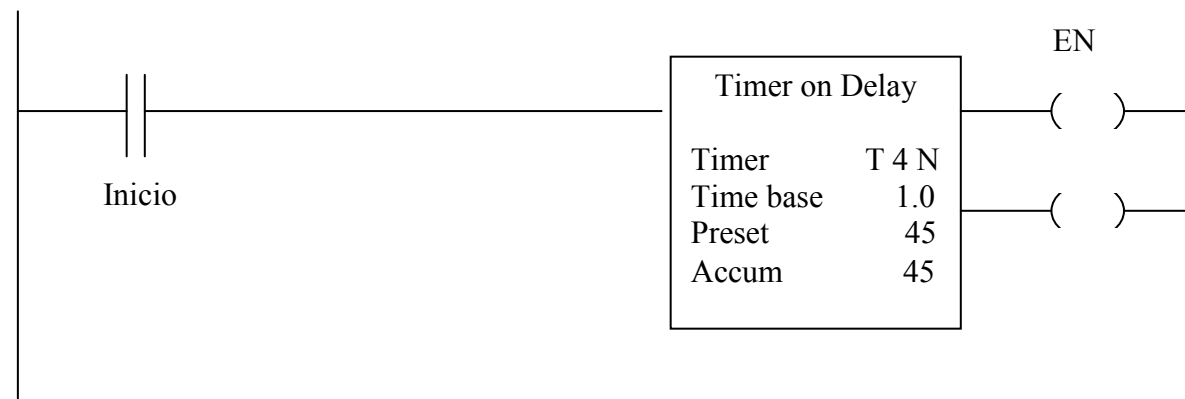 EN
Timer on Delay
Timer T 4 N
Time base 1.0
Preset 45
Accum 45
Inicio